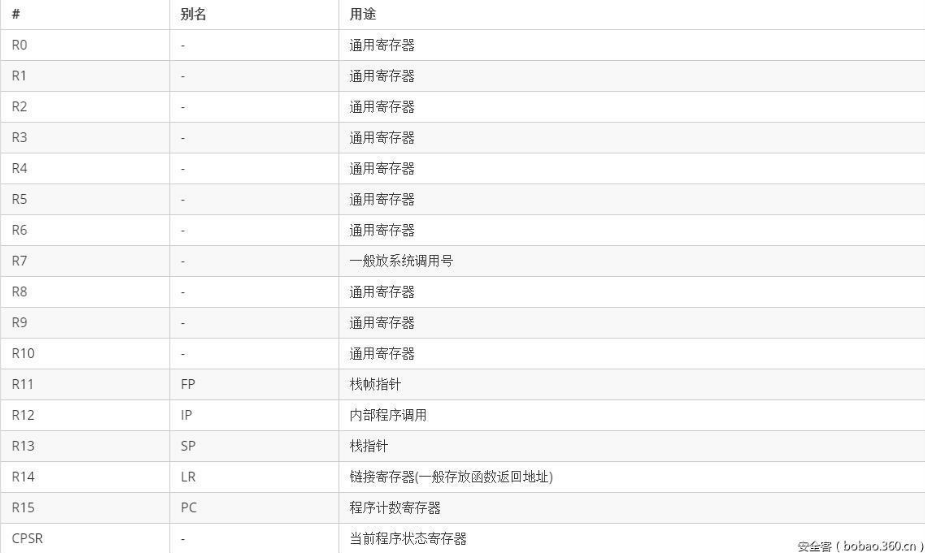 # 别名 用途
R0 - 通用寄存器
R1 - 通用寄存器
R2 - 通用寄存器
R3 - 通用寄存器
R4 - 通用寄存器
R5 - 通用寄存器
R6 - 通用寄存器
R7 - 一般放系统调用号
R8 - 通用寄存器
R9 - 通用寄存器
R10 - 通用寄存器
R11 FP 栈帧指针
R12 IP 内部程序调用
R13 SP 栈指针
R14 LR 链接寄存器(一般存放函数返回地址)
R15 PC 程序计数寄存器
CPSR - 当前程序状态寄存器
安全客 ( bobao.360.cn )